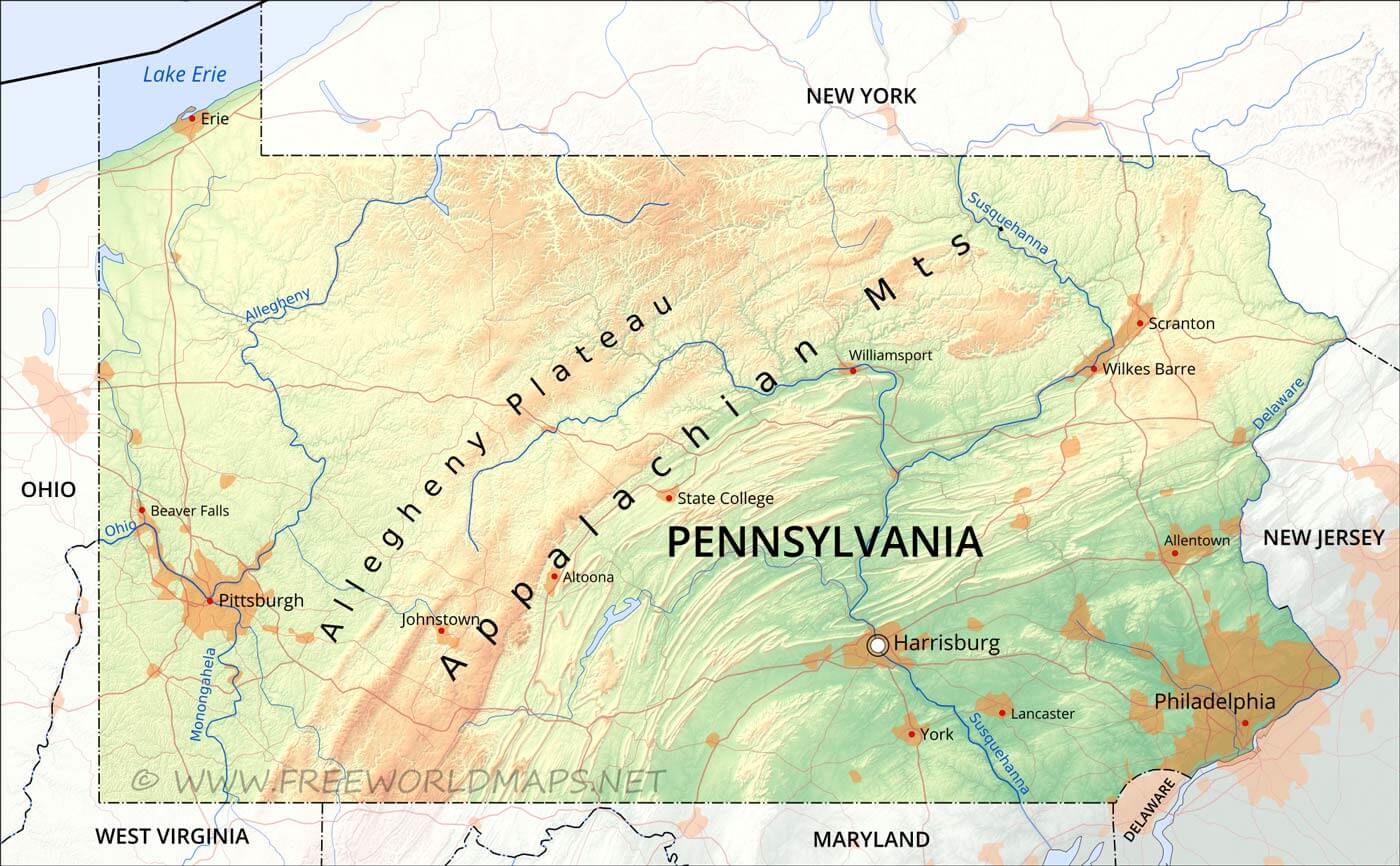 Lake Erie
NEW YORK
Erie
Susquehanna
Allegheny
Allegheny Plateau
Appalachian Mts.
Scranton
Williamsport
Wilkes Barre
Delaware
OHIO
State College
Beaver Falls
Ohio
PENNSYLVANIA
NEW JERSEY
Allentown
Altoona
Pittsburgh
Johnstown
Harrisburg
Monongahela
Philadelphia
Lancaster
York
Susquehanna
© WWW.FREEWORLDMAPS.NET
DELAWARE
WEST VIRGINIA
MARYLAND